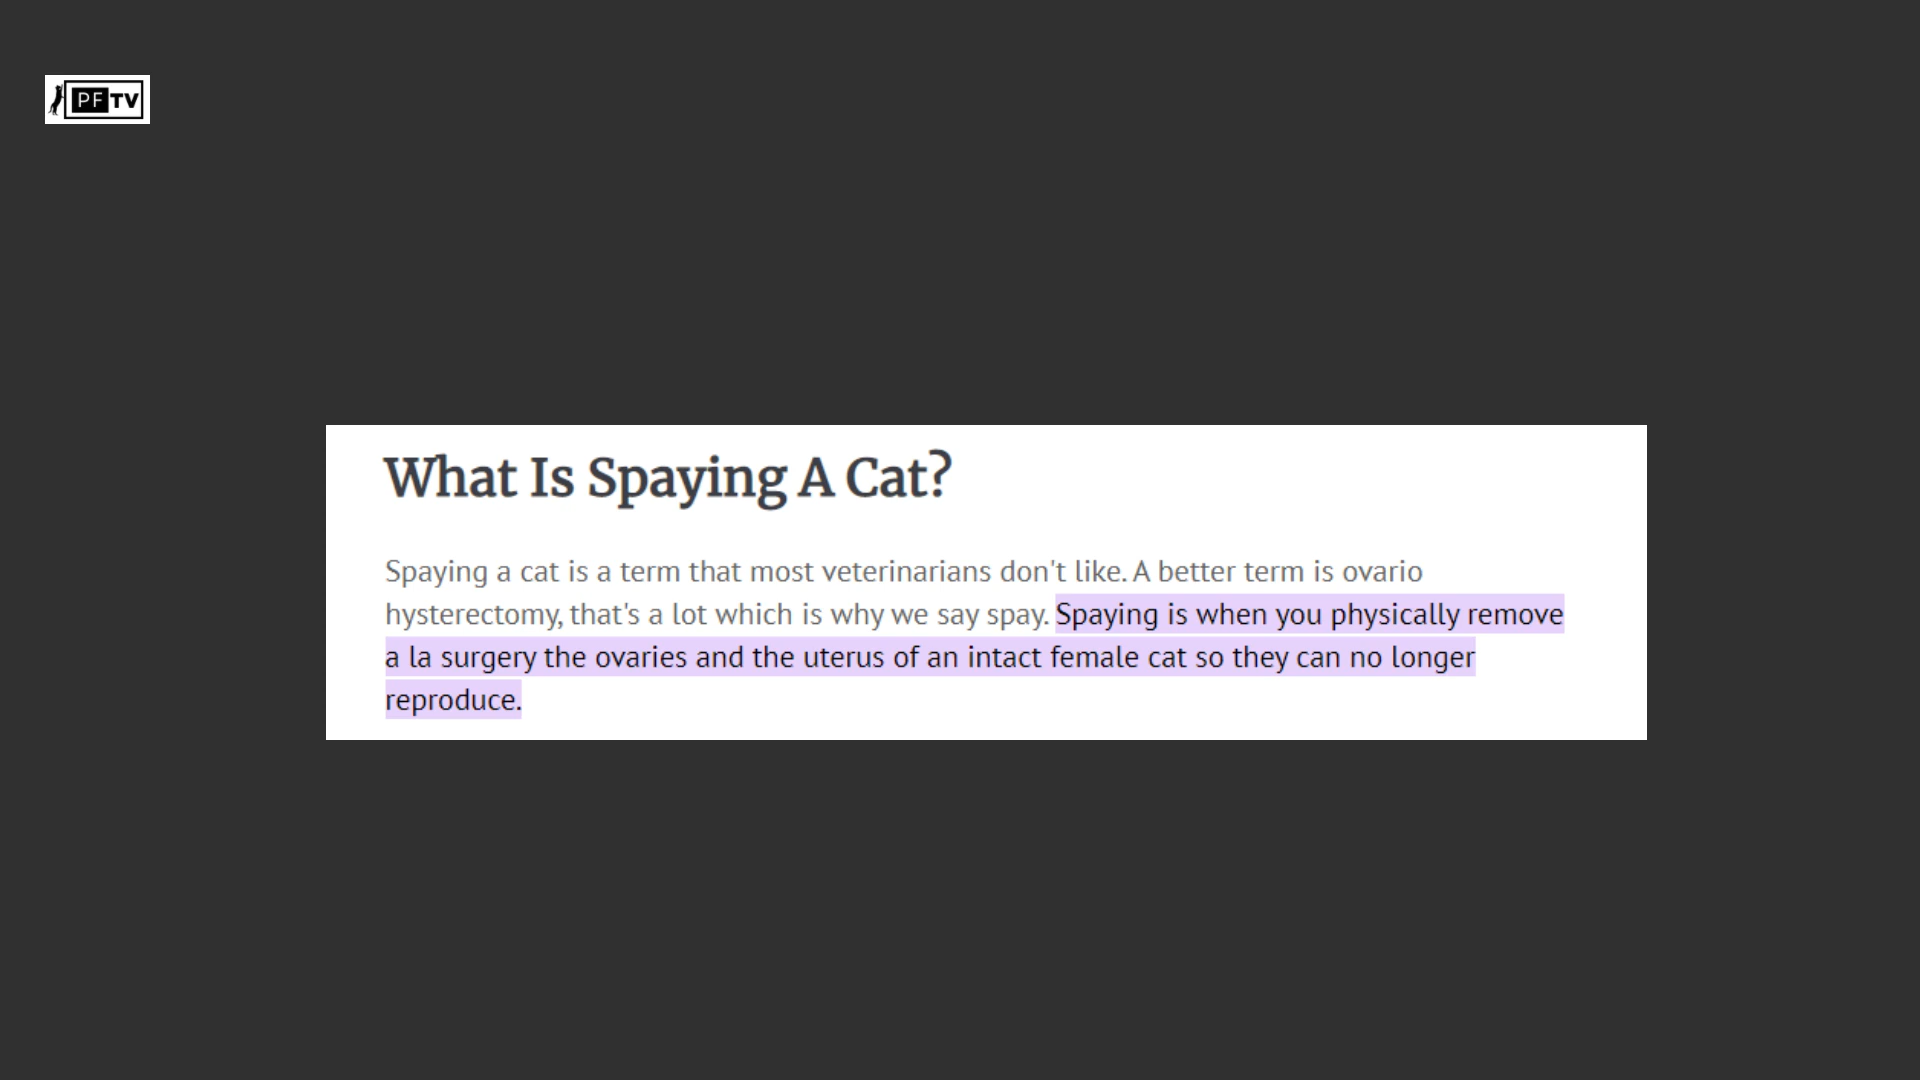 PF TV
What Is Spaying A Cat?
Spaying a cat is a term that most veterinarians don't like. A better term is ovario
hysterectomy, that's a lot which is why we say spay. Spaying is when you physically remove
a la surgery the ovaries and the uterus of an intact female cat so they can no longer
reproduce.